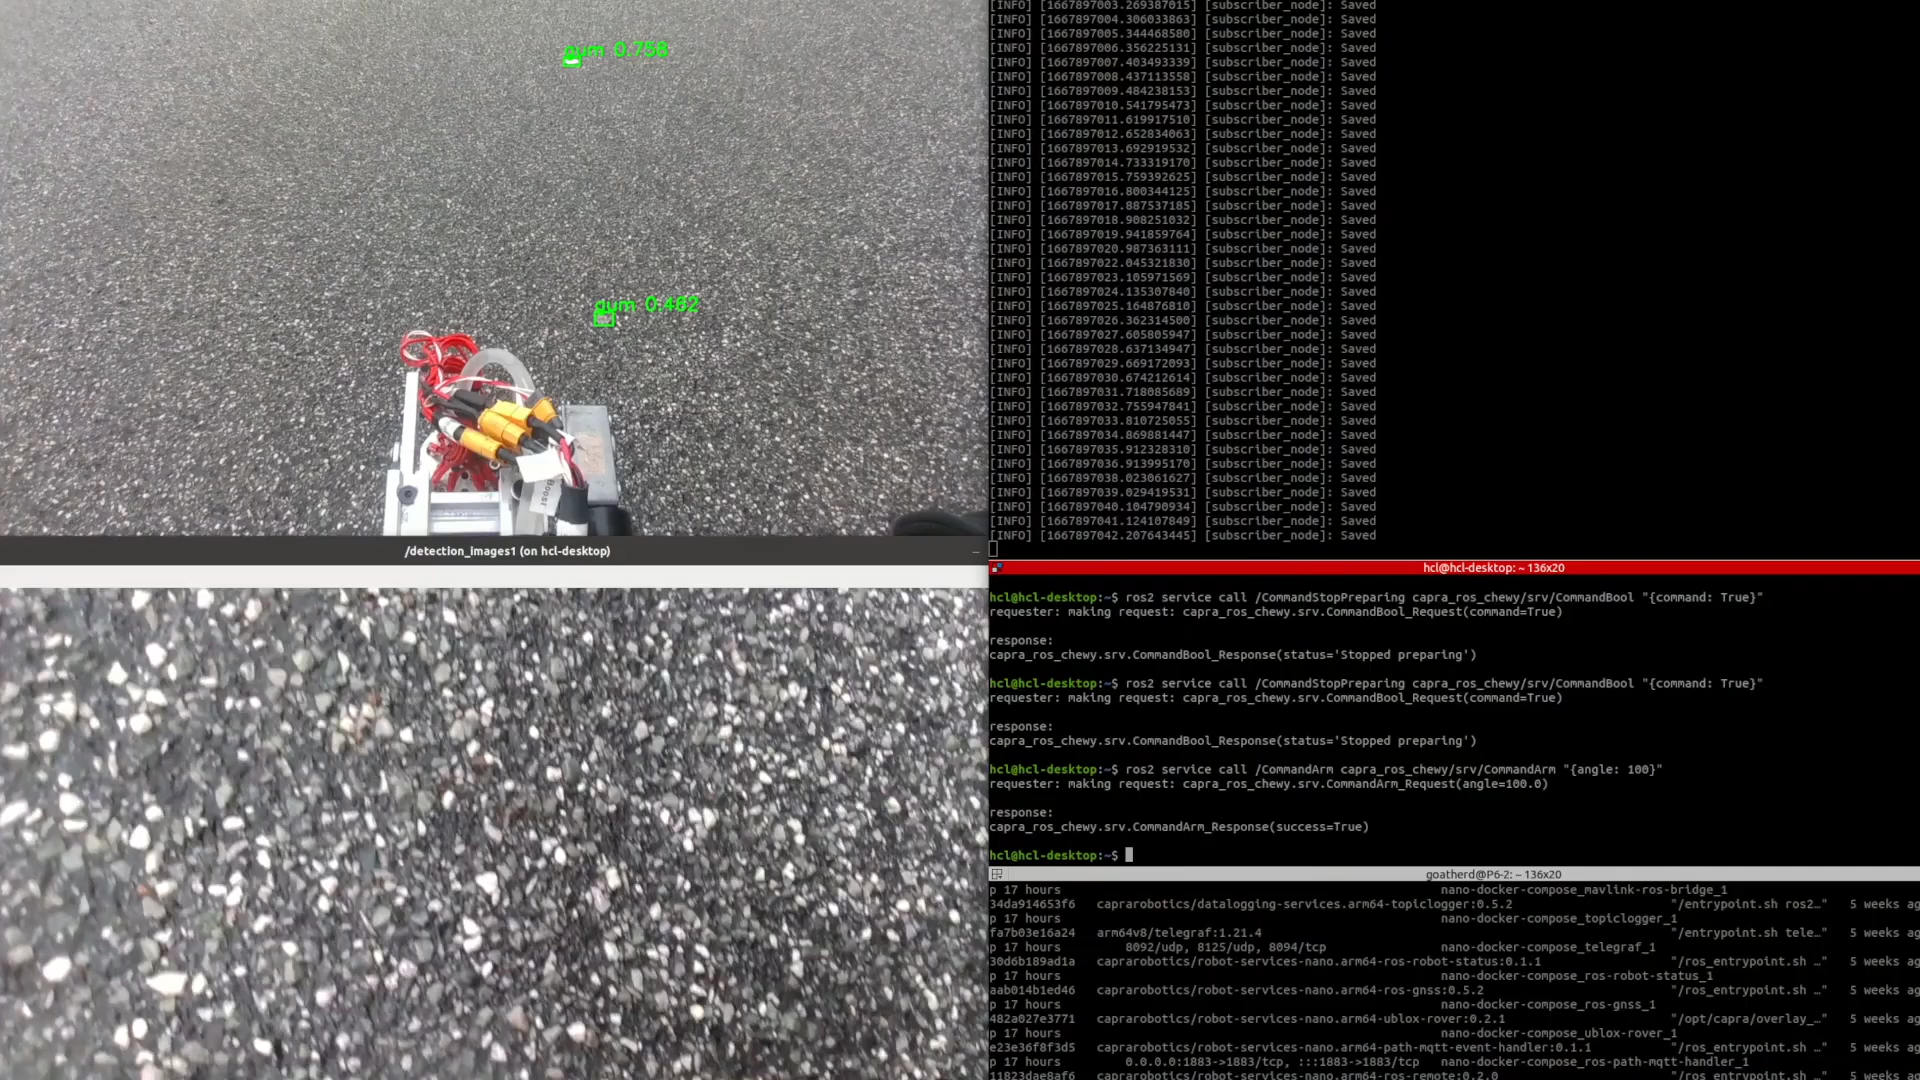 gum 0.758
gum 0.482
Boost
/detection_images1 (on hcl-desktop)
[INFO] [1667897003.269387015] [subscriber_node]: Saved
[INFO] [1667897004.306033863] [subscriber_node]: Saved
[INFO] [1667897005.344468580] [subscriber_node]: Saved
[INFO] [1667897006.356225131] [subscriber_node]: Saved
[INFO] [1667897007.403493339] [subscriber_node]: Saved
[INFO] [1667897008.437113558] [subscriber_node]: Saved
[INFO] [1667897009.484238153] [subscriber_node]: Saved
[INFO] [1667897010.541795473] [subscriber_node]: Saved
[INFO] [1667897011.619917510] [subscriber_node]: Saved
[INFO] [1667897012.652834063] [subscriber_node]: Saved
[INFO] [1667897013.692919532] [subscriber_node]: Saved
[INFO] [1667897014.733319170] [subscriber_node]: Saved
[INFO] [1667897015.759392625] [subscriber_node]: Saved
[INFO] [1667897016.800344125] [subscriber_node]: Saved
[INFO] [1667897017.887537185] [subscriber_node]: Saved
[INFO] [1667897018.908251032] [subscriber_node]: Saved
[INFO] [1667897019.941859764] [subscriber_node]: Saved
[INFO] [1667897020.987363111] [subscriber_node]: Saved
[INFO] [1667897022.045321830] [subscriber_node]: Saved
[INFO] [1667897023.105971569] [subscriber_node]: Saved
[INFO] [1667897024.135307840] [subscriber_node]: Saved
[INFO] [1667897025.164876810] [subscriber_node]: Saved
[INFO] [1667897026.362314500] [subscriber_node]: Saved
[INFO] [1667897027.605805947] [subscriber_node]: Saved
[INFO] [1667897028.637134947] [subscriber_node]: Saved
[INFO] [1667897029.669172093] [subscriber_node]: Saved
[INFO] [1667897030.674212614] [subscriber_node]: Saved
[INFO] [1667897031.718085689] [subscriber_node]: Saved
[INFO] [1667897032.755947841] [subscriber_node]: Saved
[INFO] [1667897033.810725055] [subscriber_node]: Saved
[INFO] [1667897034.869881447] [subscriber_node]: Saved
[INFO] [1667897035.912328310] [subscriber_node]: Saved
[INFO] [1667897036.913995170] [subscriber_node]: Saved
[INFO] [1667897038.023061627] [subscriber_node]: Saved
[INFO] [1667897039.029419531] [subscriber_node]: Saved
[INFO] [1667897040.104790934] [subscriber_node]: Saved
[INFO] [1667897041.124107849] [subscriber_node]: Saved
[INFO] [1667897042.207643445] [subscriber_node]: Saved
hcl@hcl-desktop: ~ 136x20
hcl@hcl-desktop:~$ ros2 service call /CommandStopPreparing capra_ros_chewy/srv/CommandBool "{command: True}"
requester: making request: capra_ros_chewy.srv.CommandBool_Request(command=True)
response:
capra_ros_chewy.srv.CommandBool_Response(status='Stopped preparing')
hcl@hcl-desktop:~$ ros2 service call /CommandStopPreparing capra_ros_chewy/srv/CommandBool "{command: True}"
requester: making request: capra_ros_chewy.srv.CommandBool_Request(command=True)
response:
capra_ros_chewy.srv.CommandBool_Response(status='Stopped preparing')
hcl@hcl-desktop:~$ ros2 service call /CommandArm capra_ros_chewy/srv/CommandArm "{angle: 100}"
requester: making request: capra_ros_chewy.srv.CommandArm_Request(angle=100.0)
response:
capra_ros_chewy.srv.CommandArm_Response(success=True)
hcl@hcl-desktop:~$
goatherd@P6-2: ~ 136x20
p 17 hours nano-docker-compose_mavlink-ros-bridge_1
34da914653f6 caprarobotics/datalogging-services.arm64-topiclogger:0.5.2 "/entrypoint.sh ros2…" 5 weeks ag
p 17 hours nano-docker-compose_topiclogger_1
fa7b03e16a24 arm64v8/telegraf:1.21.4 "/entrypoint.sh tele…" 5 weeks ag
p 17 hours 8092/udp, 8125/udp, 8094/tcp nano-docker-compose_telegraf_1
30d6b189ad1a caprarobotics/robot-services-nano.arm64-ros-robot-status:0.1.1 "/ros_entrypoint.sh …" 5 weeks ag
p 17 hours nano-docker-compose_ros-robot-status_1
aab014b1ed46 caprarobotics/robot-services-nano.arm64-ros-gnss:0.5.2 "/ros_entrypoint.sh …" 5 weeks ag
p 17 hours nano-docker-compose_ros-gnss_1
482a027e3771 caprarobotics/robot-services-nano.arm64-ublox-rover:0.2.1 "/opt/capra/overlay_…" 5 weeks ag
p 17 hours nano-docker-compose_ublox-rover_1
e23e36f8f3d5 caprarobotics/robot-services-nano.arm64-path-mqtt-event-handler:0.1.1 "/ros_entrypoint.sh …" 5 weeks ag
p 17 hours 0.0.0.0:1883->1883/tcp, :::1883->1883/tcp nano-docker-compose_ros-path-mqtt-handler_1
11823dae8af6 caprarobotics/robot-services-nano.arm64-ros-remote:0.2.0 "/ros_entrypoint.sh …" 5 weeks ag